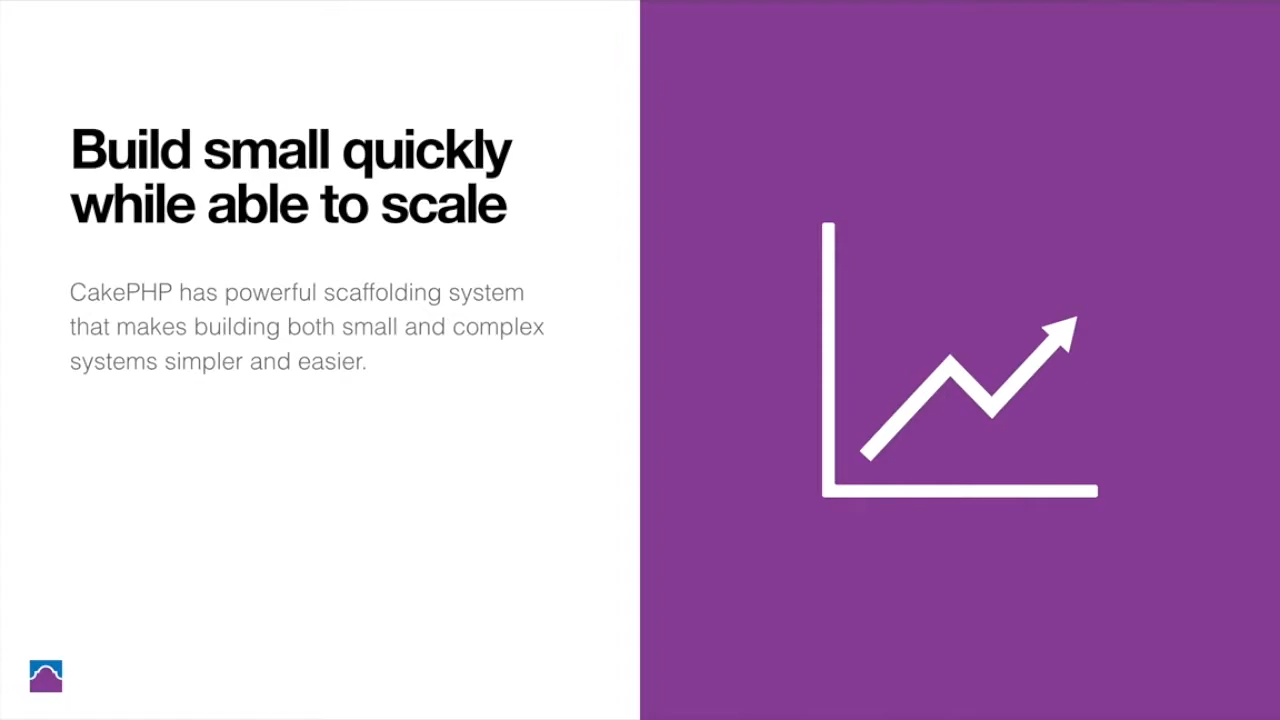 Build small quickly
while able to scale
CakePHP has powerful scaffolding system
that makes building both small and complex
systems simpler and easier.